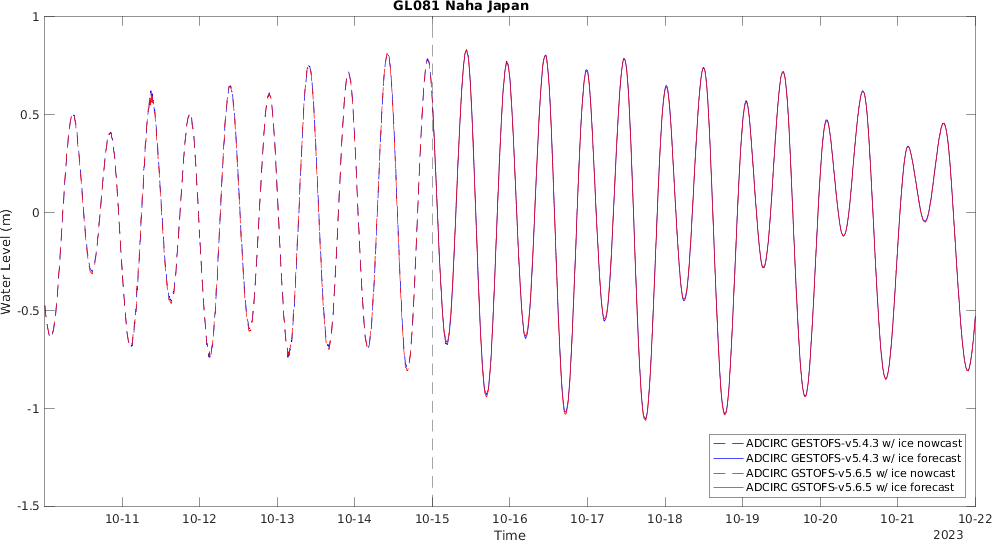 GL081 Naha Japan
1
0.5
0
-0.5
-1
-1.5
Water Level (m)
10-11 10-12 10-13 10-14 10-15 10-16 10-17 10-18 10-19 10-20 10-21 10-22
Time
2023
ADCIRC GESTOFS-v5.4.3 w/ ice nowcast
ADCIRC GESTOFS-v5.4.3 w/ ice forecast
ADCIRC GSTOFS-v5.6.5 w/ ice nowcast
ADCIRC GSTOFS-v5.6.5 w/ ice forecast